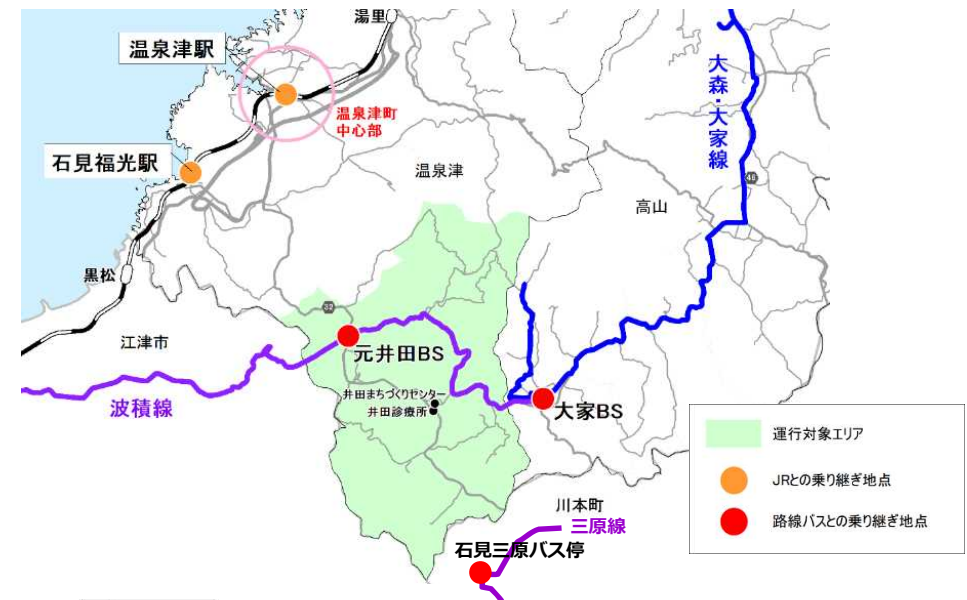 湯里
温泉津駅
温泉津町
中心部
石見福光駅
温泉津
大森・大家線
46
高山
黒松
32
江津市
元井田BS
井田まちづくりセンター
井田診療所
波積線
大家BS
運行対象エリア
JRとの乗り継ぎ地点
路線バスとの乗り継ぎ地点
川本町
三原線
石見三原バス停